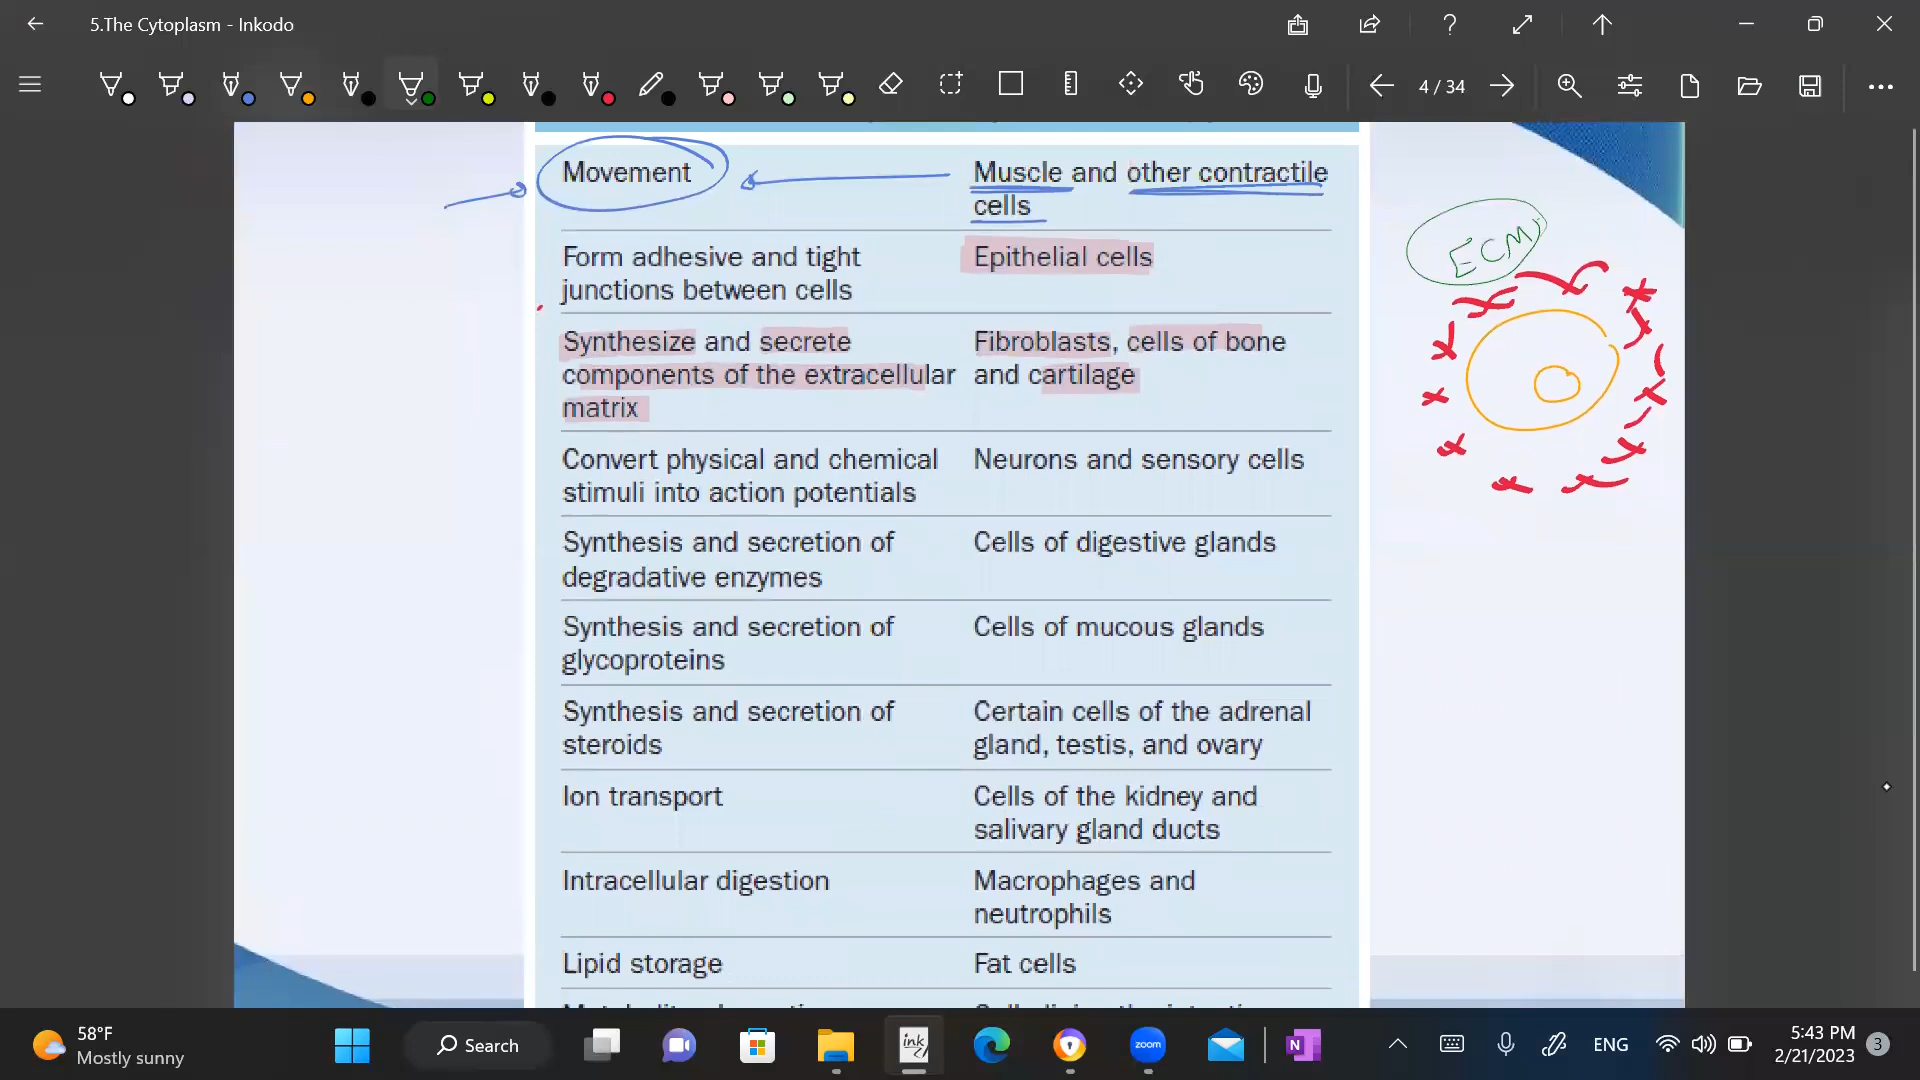 5.The Cytoplasm - Inkodo
4 / 34
Movement
Muscle and other contractile
cells
ECM
Form adhesive and tight
junctions between cells
Epithelial cells
Synthesize and secrete
components of the extracellular
matrix
Fibroblasts, cells of bone
and cartilage
Convert physical and chemical
stimuli into action potentials
Neurons and sensory cells
Synthesis and secretion of
degradative enzymes
Cells of digestive glands
Synthesis and secretion of
glycoproteins
Cells of mucous glands
Synthesis and secretion of
steroids
Certain cells of the adrenal
gland, testis, and ovary
Ion transport
Cells of the kidney and
salivary gland ducts
Intracellular digestion
Macrophages and
neutrophils
Lipid storage
Fat cells
58°F
Mostly sunny
Search
ink
zoom
N
ENG
5:43 PM
2/21/2023
3